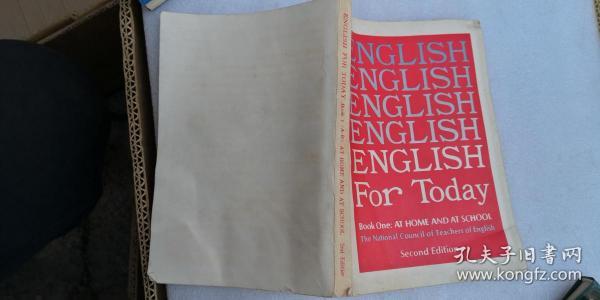 ENGLISH FOR TODAY Book 1 AT HOME AND AT SCHOOL 2nd Edition
ENGLISH
ENGLISH
ENGLISH
ENGLISH
ENGLISH
For Today
Book One: AT HOME AND AT SCHOOL
The National Council of Teachers of English
Second Edition
孔夫子旧书网
www.kongfz.com